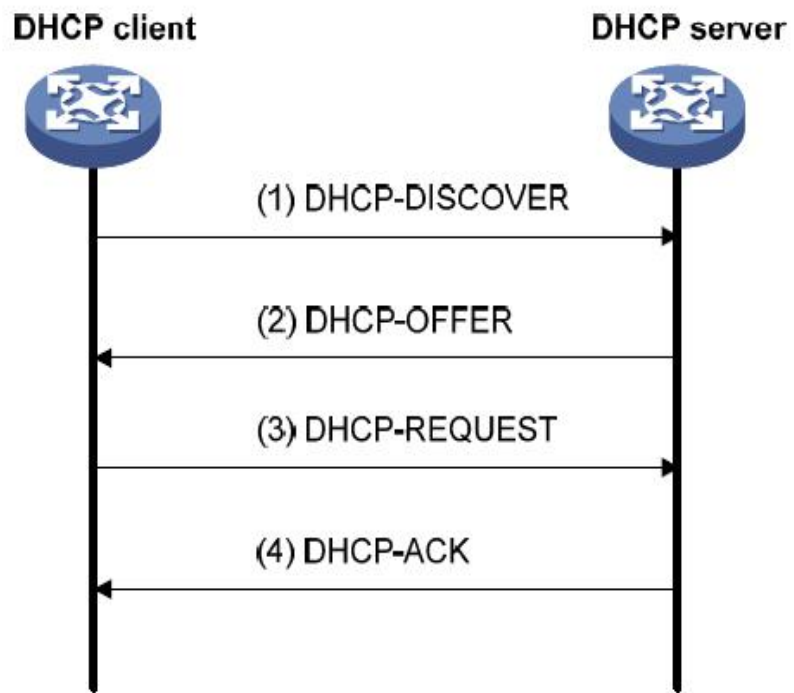 DHCP client
DHCP server
(1) DHCP-DISCOVER
(2) DHCP-OFFER
(3) DHCP-REQUEST
(4) DHCP-ACK